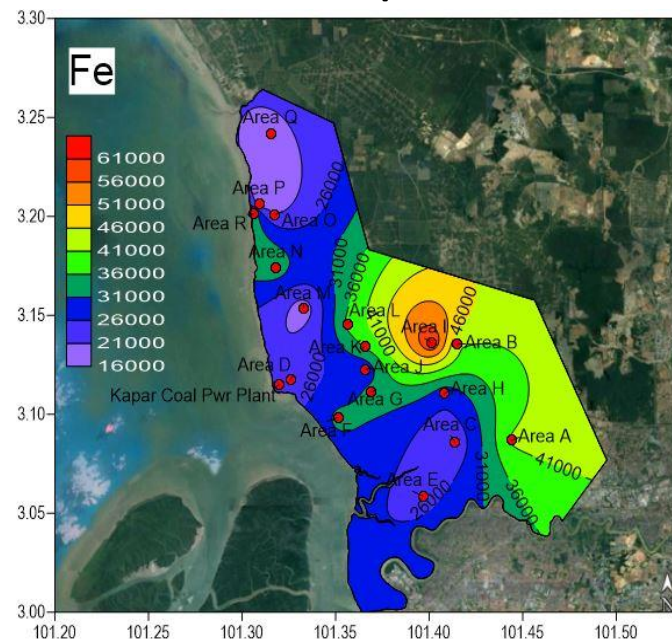 3.30
Fe
3.25
Area Q
61000
56000
51000
46000
41000
36000
31000
26000
21000
16000
26000
Area P
3.20
Area R
Area O
Area N
31000
36000
3.15
Area M
Area L
41000
Area I
46000
Area B
Area K
Area D
26000
Area J
Kapar Coal Pwr Plant
Area G
Area H
3.10
Area F
Area C
Area A
41000
Area E
26000
31000
36000
3.05
N
3.00
101.20
101.25
101.30
101.35
101.40
101.45
101.50